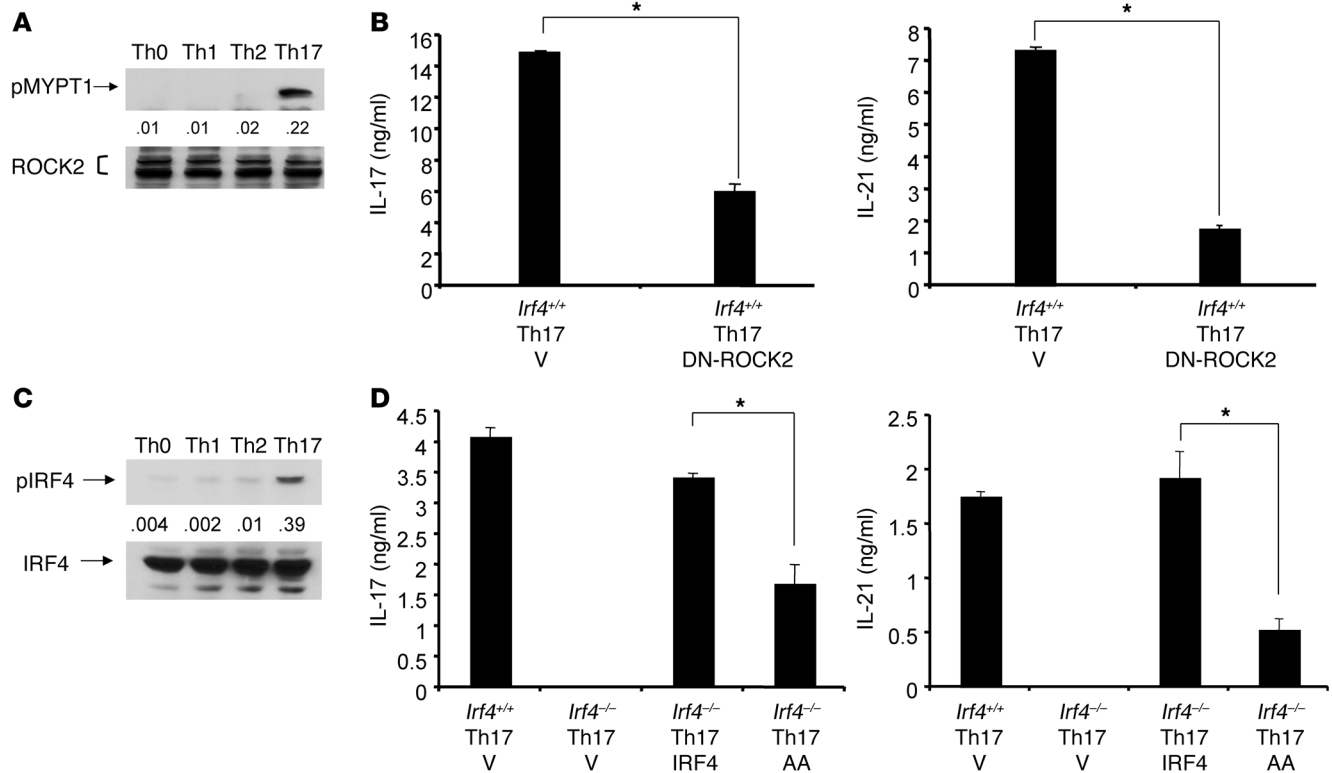 A
Th0 Th1 Th2 Th17
pMYPT1
.01 .01 .02 .22
ROCK2
B
*
16
14
12
10
8
6
4
2
0
IL-17 (ng/ml)
Irf4+/+ Irf4+/+
Th17 Th17
V DN-ROCK2
*
8
7
6
5
4
3
2
1
0
IL-21 (ng/ml)
Irf4+/+ Irf4+/+
Th17 Th17
V DN-ROCK2
C
Th0 Th1 Th2 Th17
pIRF4
.004 .002 .01 .39
IRF4
D
*
4.5
4
3.5
3
2.5
2
1.5
1
0.5
0
IL-17 (ng/ml)
Irf4+/+ Irf4–/– Irf4–/– Irf4–/–
Th17 Th17 Th17 Th17
V V IRF4 AA
*
2.5
2
1.5
1
0.5
0
IL-21 (ng/ml)
Irf4+/+ Irf4–/– Irf4–/– Irf4–/–
Th17 Th17 Th17 Th17
V V IRF4 AA